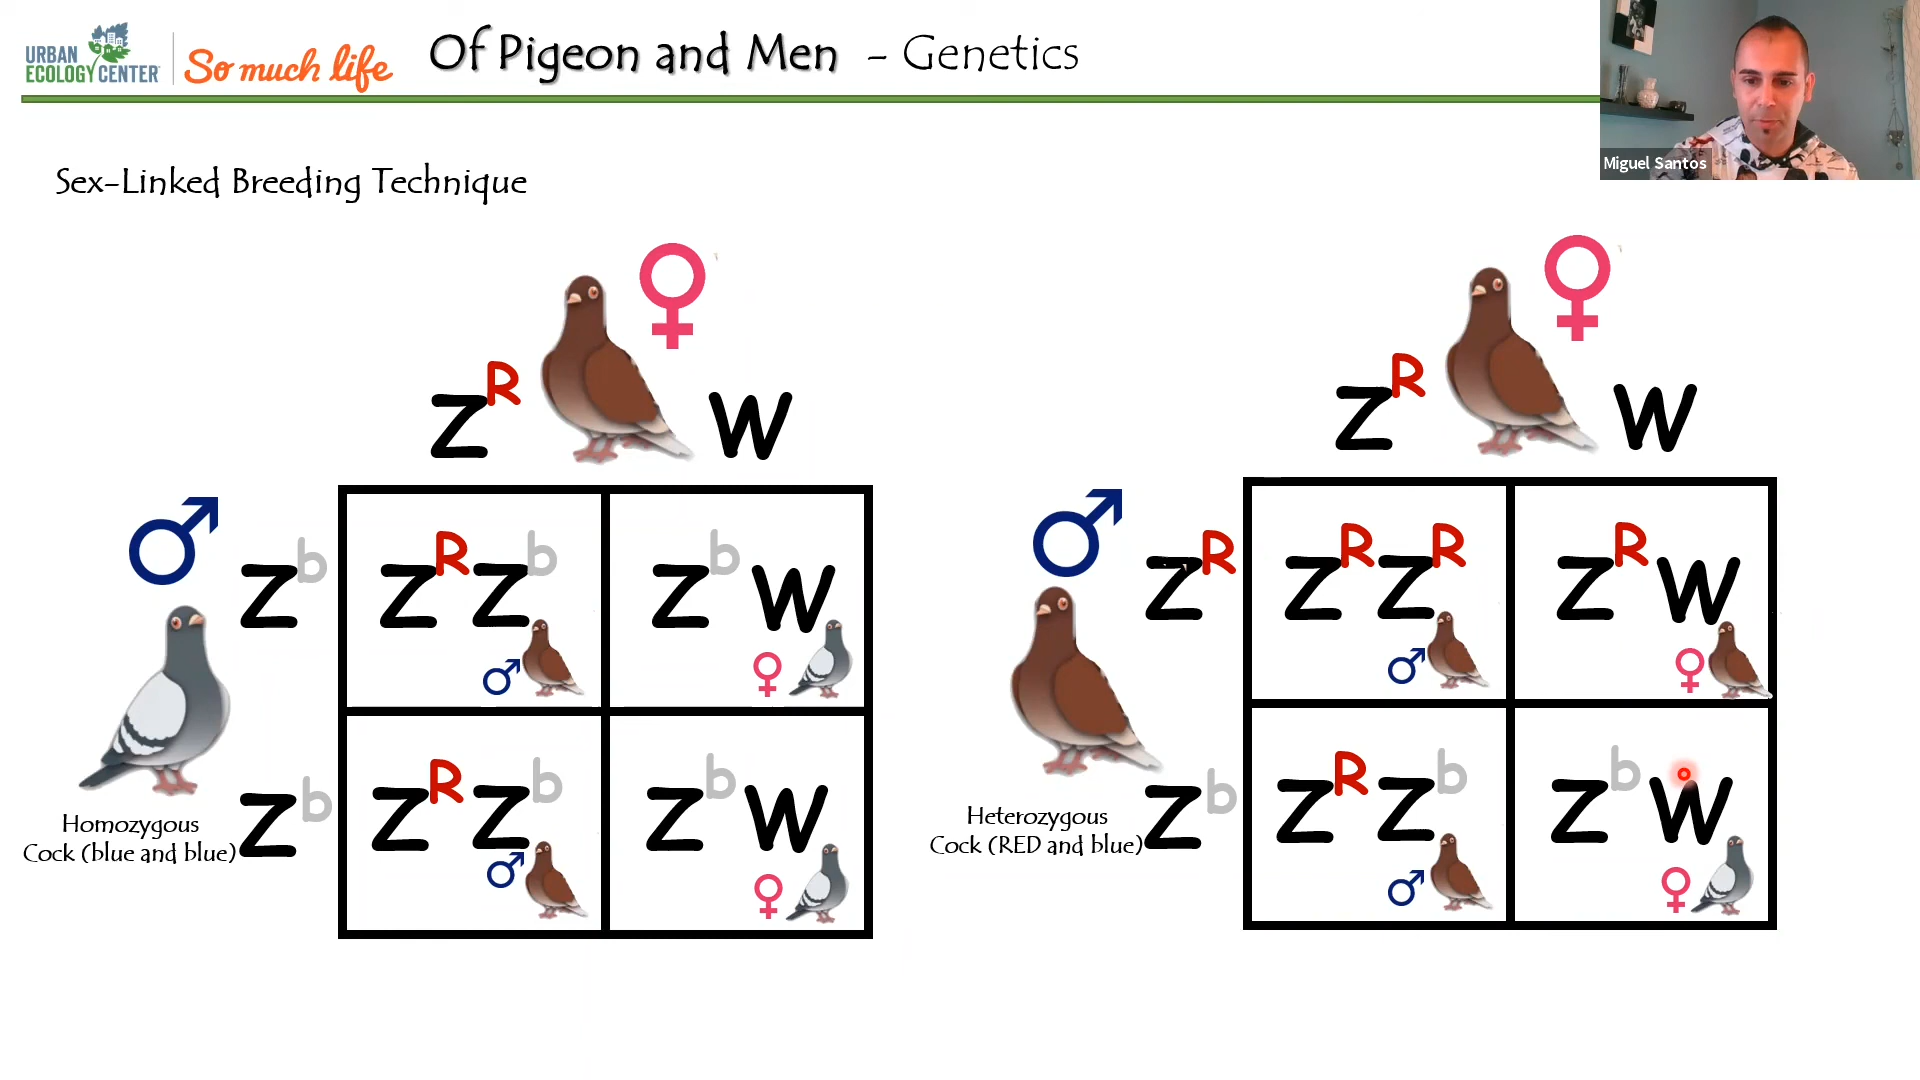 URBAN
ECOLOGY CENTER
So much life
Of Pigeon and Men - Genetics
Miguel Santos
Sex-Linked Breeding Technique
♀
Z^R W
♂
Z^b Z^R Z^b Z^b W
♂ ♀
Z^b Z^R Z^b Z^b W
♂ ♀
Homozygous
Cock (blue and blue)
♀
Z^R W
♂
Z^R Z^R Z^R Z^R W
♂ ♀
Z^b Z^R Z^b Z^b W
♂ ♀
Heterozygous
Cock (RED and blue)